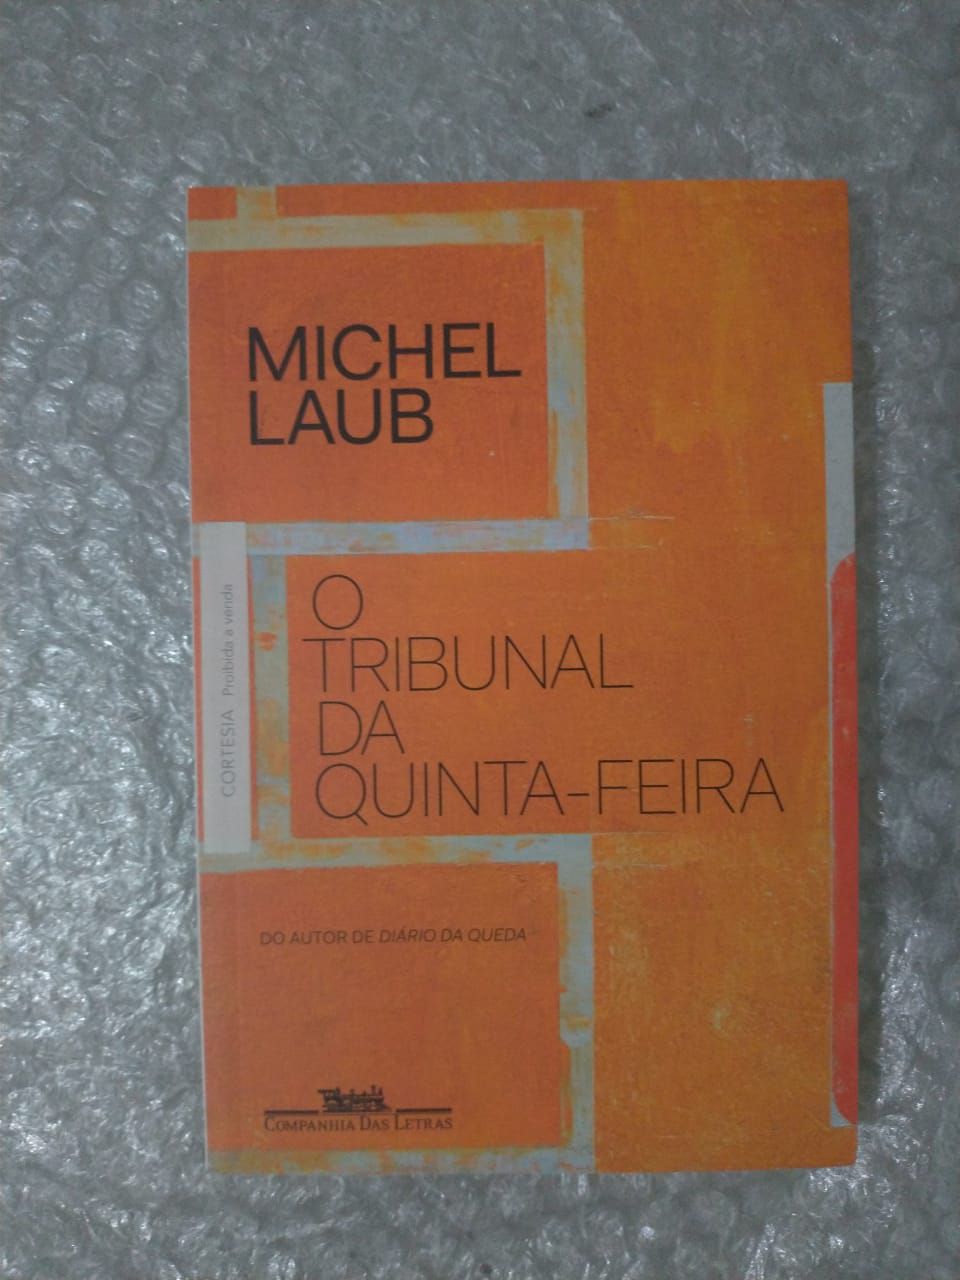 MICHEL
LAUB
CORTESIA Proibida a venda
O
TRIBUNAL
DA
QUINTA-FEIRA
DO AUTOR DE DIÁRIO DA QUEDA
COMPANHIA DAS LETRAS